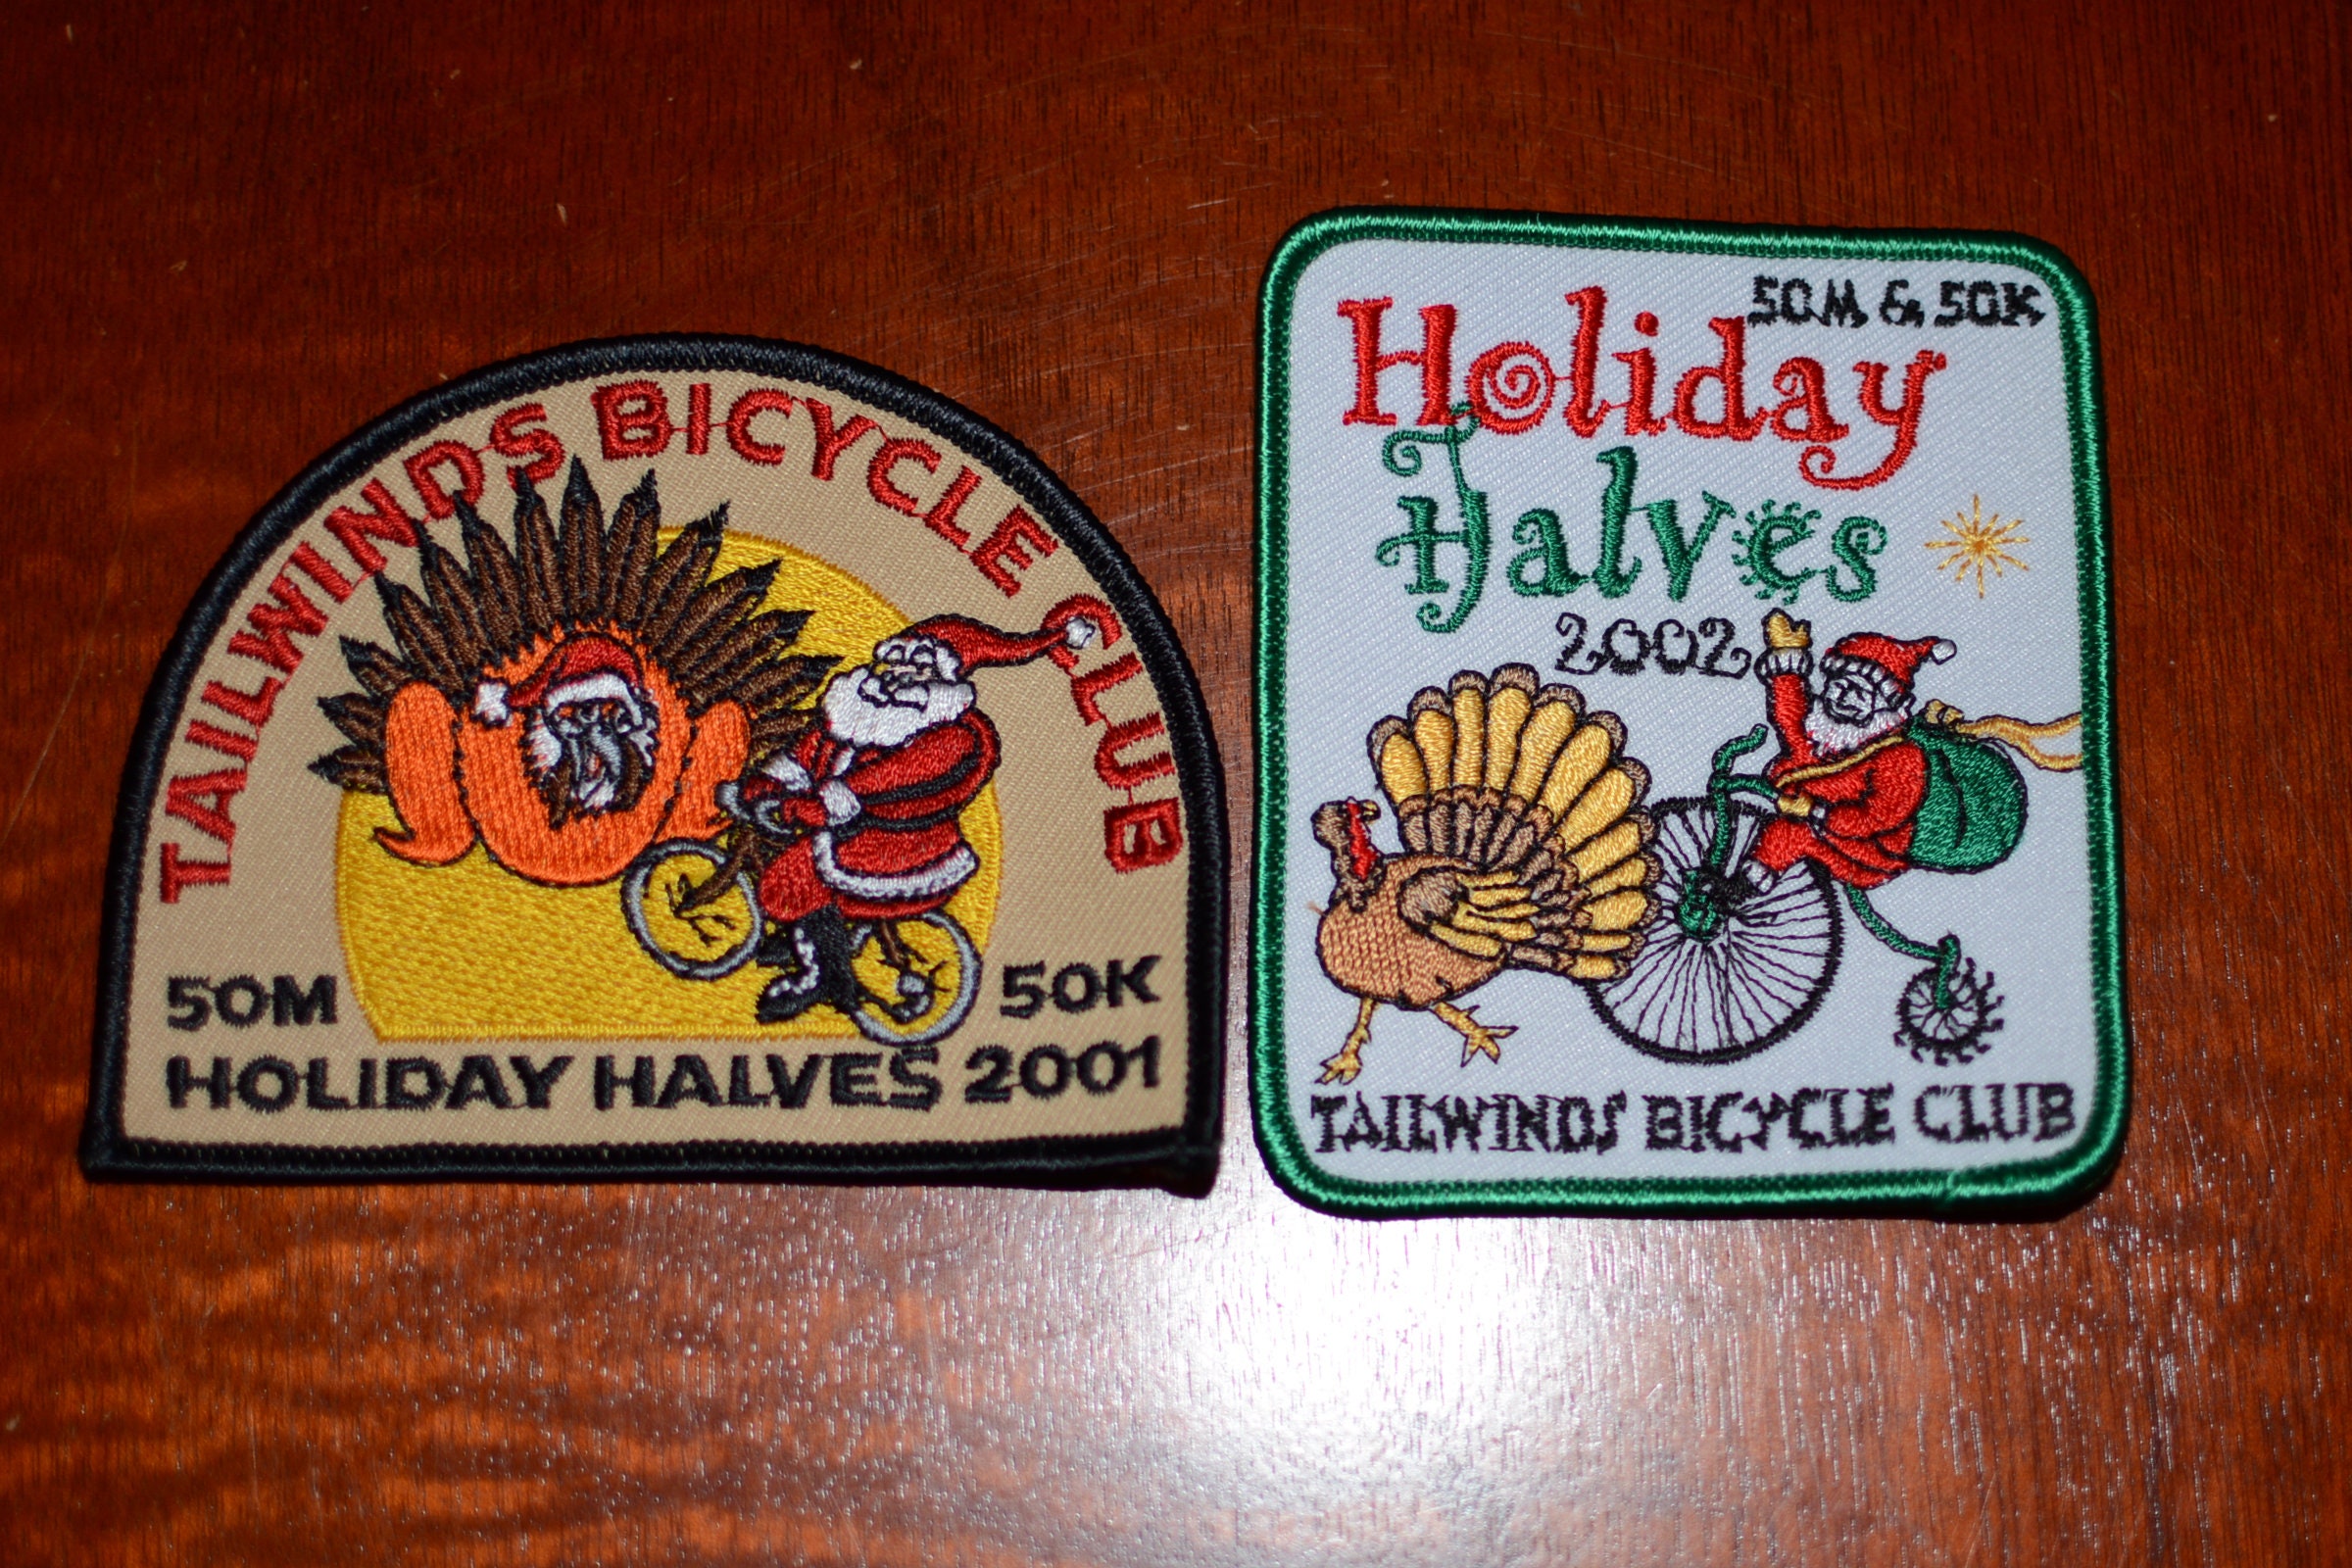 TAILWINDS BICYCLE CLUB
50M 50K
HOLIDAY HALVES 2001
50M & 50K
Holiday
Halves
2002
TAILWINDS BICYCLE CLUB